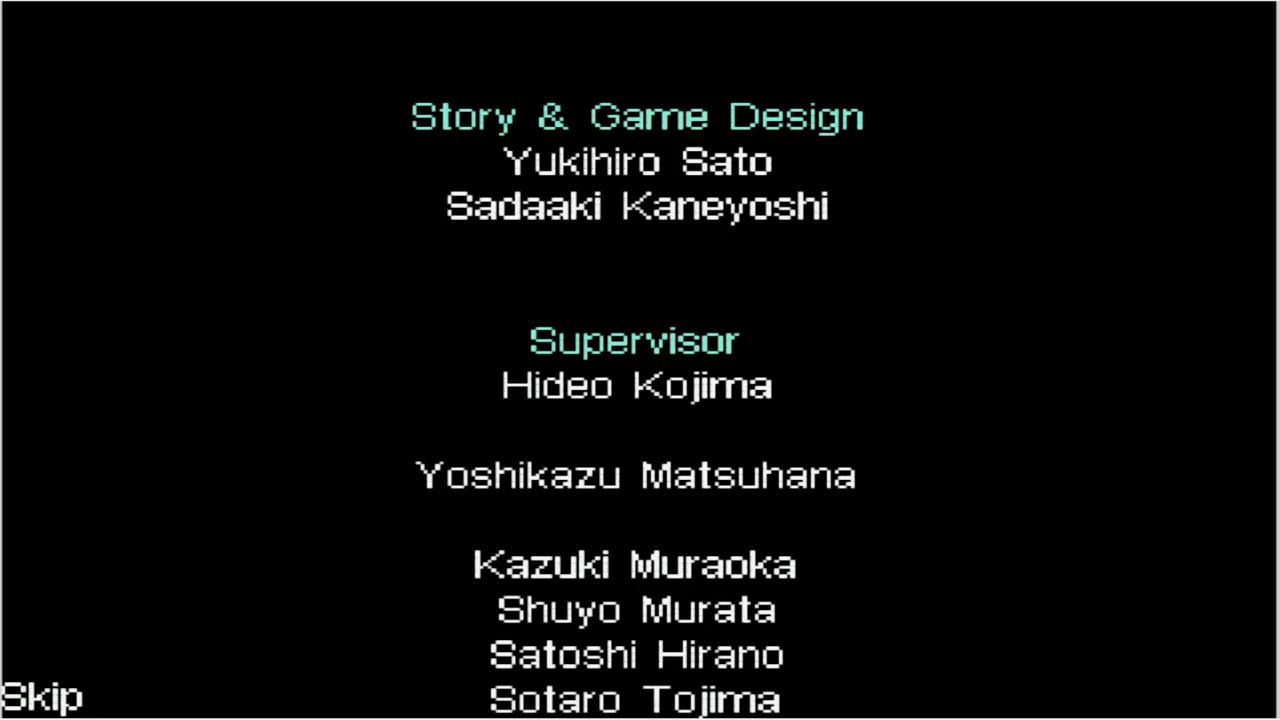 Story & Game Design
Yukihiro Sato
Sadaaki Kaneyoshi
Supervisor
Hideo Kojima
Yoshikazu Matsuhana
Kazuki Muraoka
Shuyo Murata
Satoshi Hirano
Sotaro Tojima
Skip